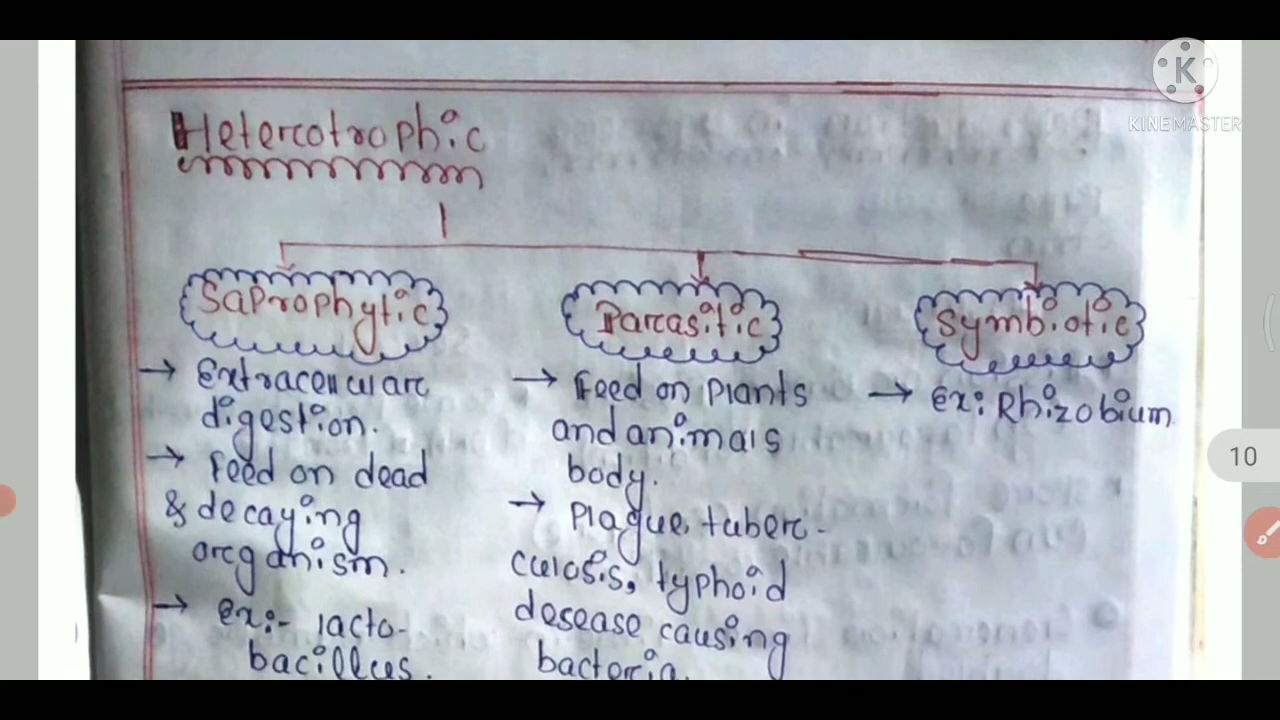 Heterotrophic
Saprophytic
→ Extracellular
digestion.
→ Feed on dead
& decaying
organism.
→ Ex:- lacto-
bacillus.
Parasitic
→ Feed on Plants
and animals
body.
→ Plague, tuber-
culosis, typhoid
desease causing
bacteria.
Symbiotic
→ Ex: Rhizobium
K
KINEMASTER
10